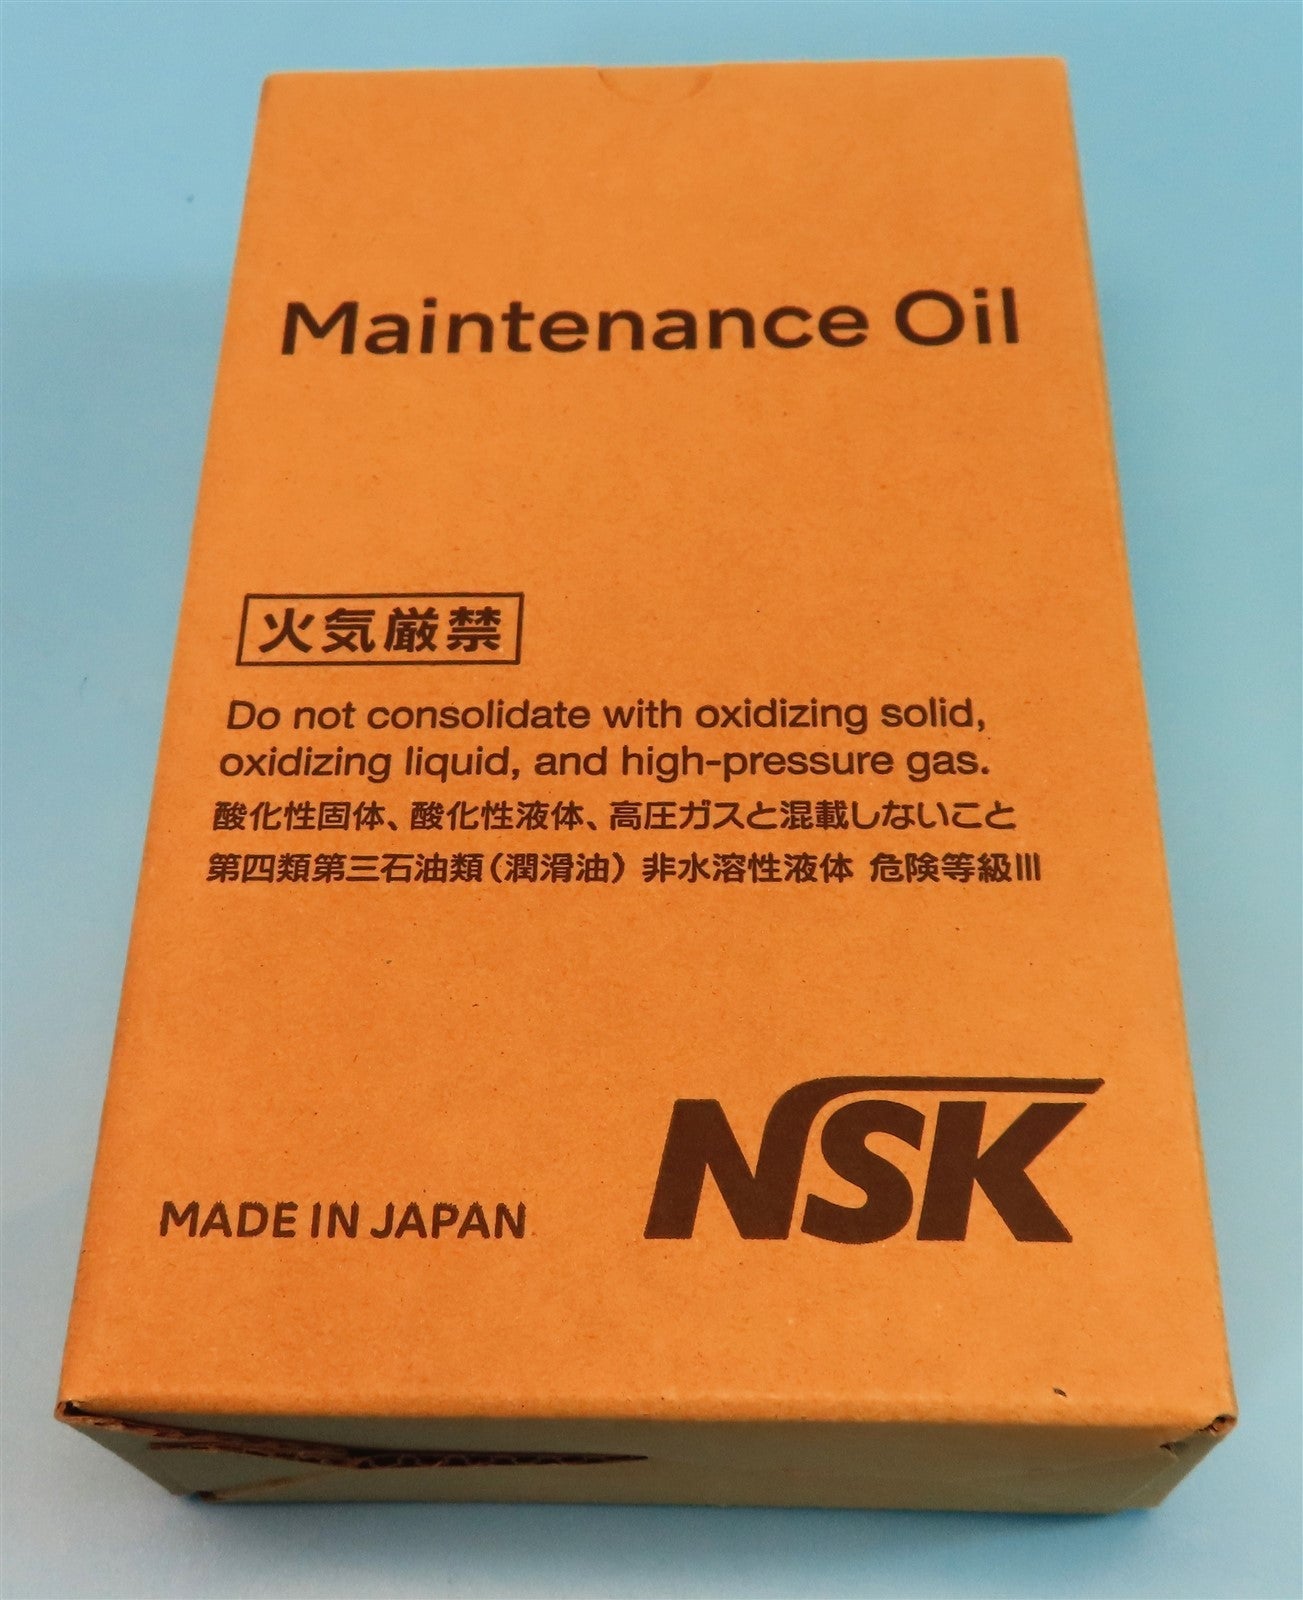 Maintenance Oil
火気厳禁
Do not consolidate with oxidizing solid,
oxidizing liquid, and high-pressure gas.
酸化性固体、酸化性液体、高圧ガスと混載しないこと
第四類第三石油類（潤滑油） 非水溶性液体 危険等級III
NSK
MADE IN JAPAN